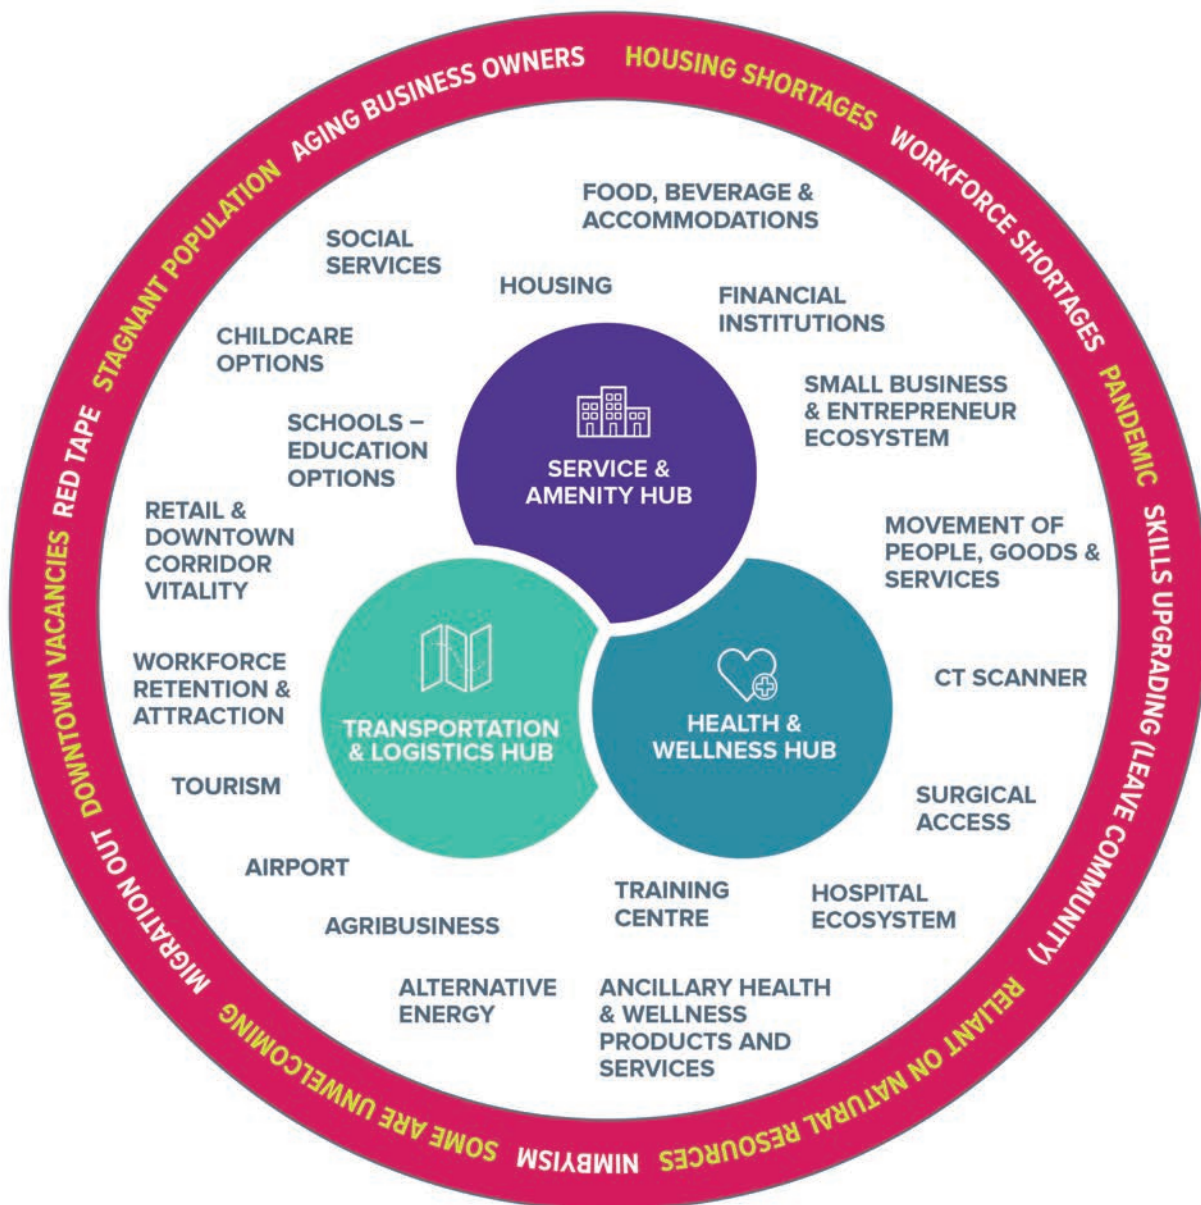 HOUSING SHORTAGES
WORKFORCE SHORTAGES
PANDEMIC
SKILLS UPGRADING (LEAVE COMMUNITY)
RELIANT ON NATURAL RESOURCES
NIMBYISM
SOME ARE UNWELCOMING
MIGRATION OUT
DOWNTOWN VACANCIES
RED TAPE
STAGNANT POPULATION
AGING BUSINESS OWNERS
FOOD, BEVERAGE &
ACCOMMODATIONS
SOCIAL
SERVICES
HOUSING
FINANCIAL
INSTITUTIONS
CHILDCARE
OPTIONS
SMALL BUSINESS
& ENTREPRENEUR
ECOSYSTEM
SCHOOLS –
EDUCATION
OPTIONS
SERVICE &
AMENITY HUB
RETAIL &
DOWNTOWN
CORRIDOR
VITALITY
MOVEMENT OF
PEOPLE, GOODS &
SERVICES
WORKFORCE
RETENTION &
ATTRACTION
TRANSPORTATION
& LOGISTICS HUB
HEALTH &
WELLNESS HUB
CT SCANNER
TOURISM
SURGICAL
ACCESS
AIRPORT
AGRIBUSINESS
TRAINING
CENTRE
HOSPITAL
ECOSYSTEM
ALTERNATIVE
ENERGY
ANCILLARY HEALTH
& WELLNESS
PRODUCTS AND
SERVICES